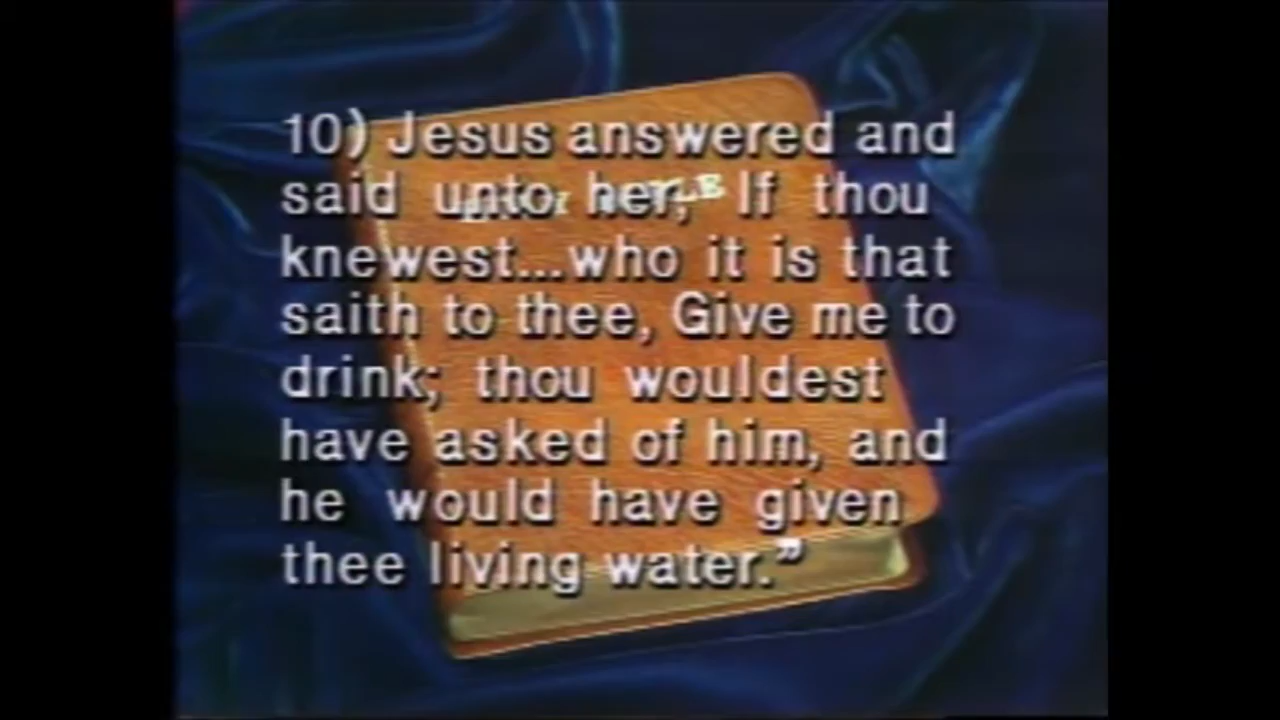 10) Jesus answered and
said unto her, If thou
knewest...who it is that
saith to thee, Give me to
drink; thou wouldest
have asked of him, and
he would have given
thee living water.”